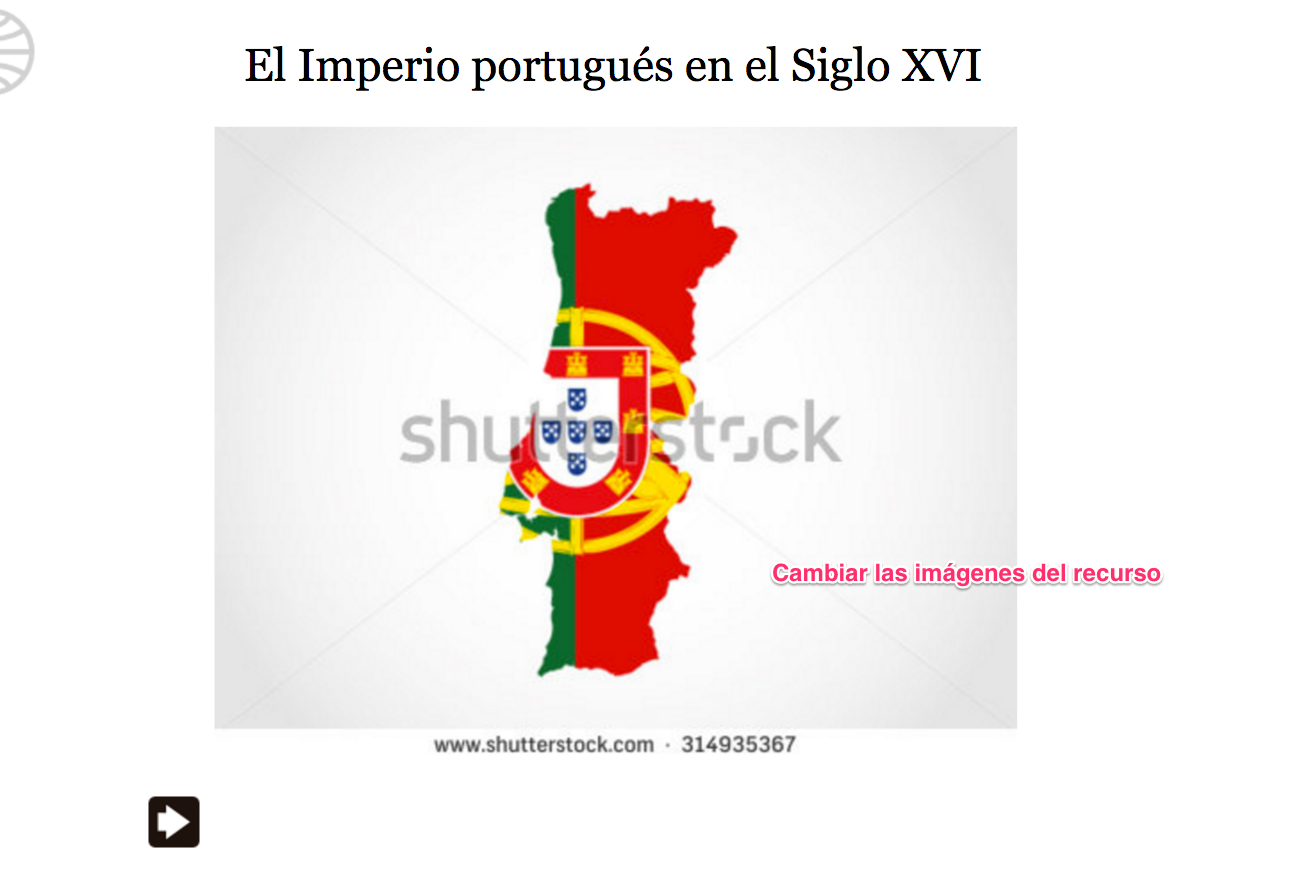 El Imperio portugués en el Siglo XVI
shutterstock
Cambiar las imágenes del recurso
www.shutterstock.com · 314935367